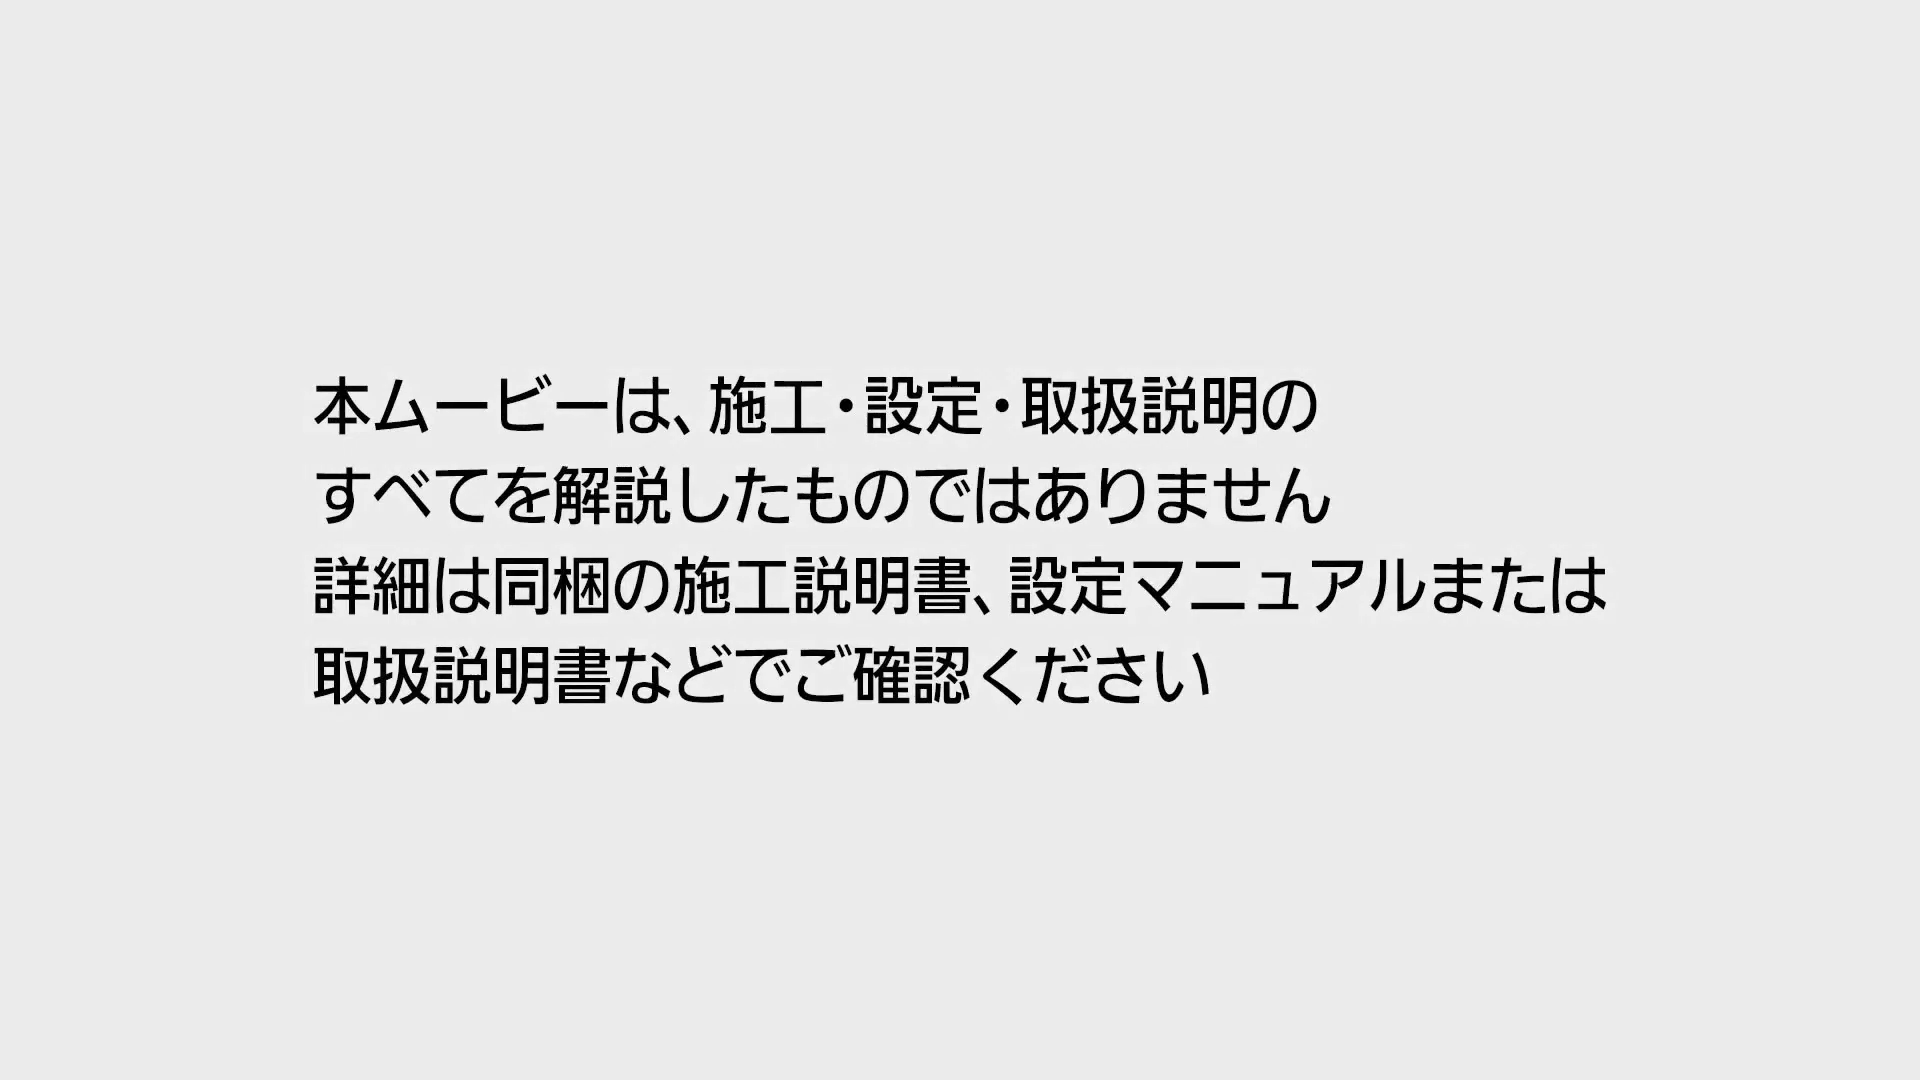 本ムービーは、施工・設定・取扱説明の
すべてを解説したものではありません
詳細は同梱の施工説明書、設定マニュアルまたは
取扱説明書などでご確認ください